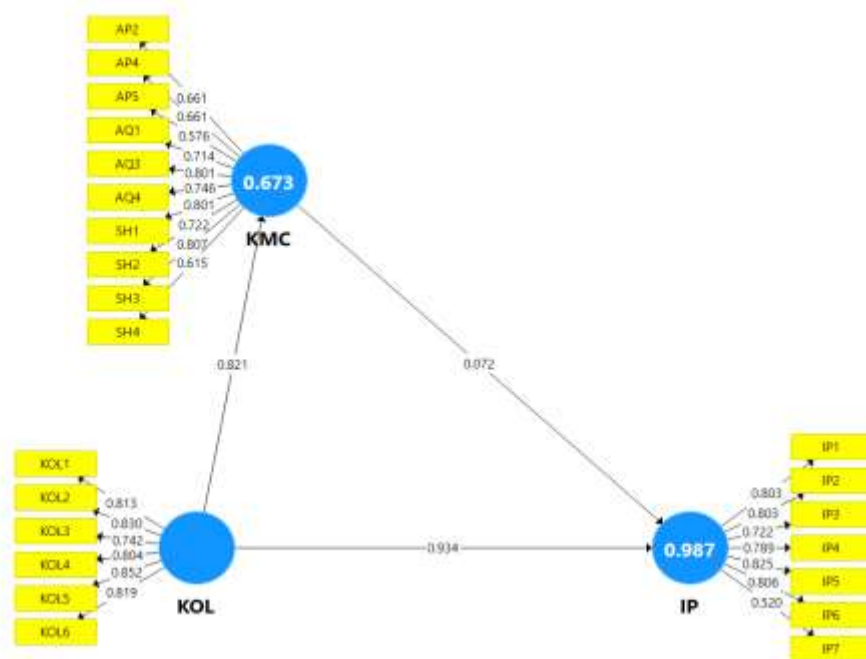 AP2
AP4
AP5
AQ1
AQ3
AQ4
SH1
SH2
SH3
SH4
0.661
0.661
0.576
0.714
0.801
0.746
0.801
0.722
0.807
0.615
0.673
KMC
0.821
0.072
KOL1
KOL2
KOL3
KOL4
KOL5
KOL6
0.813
0.830
0.742
0.804
0.852
0.819
KOL
0.934
0.987
IP
0.803
0.803
0.722
0.789
0.825
0.806
0.520
IP1
IP2
IP3
IP4
IP5
IP6
IP7